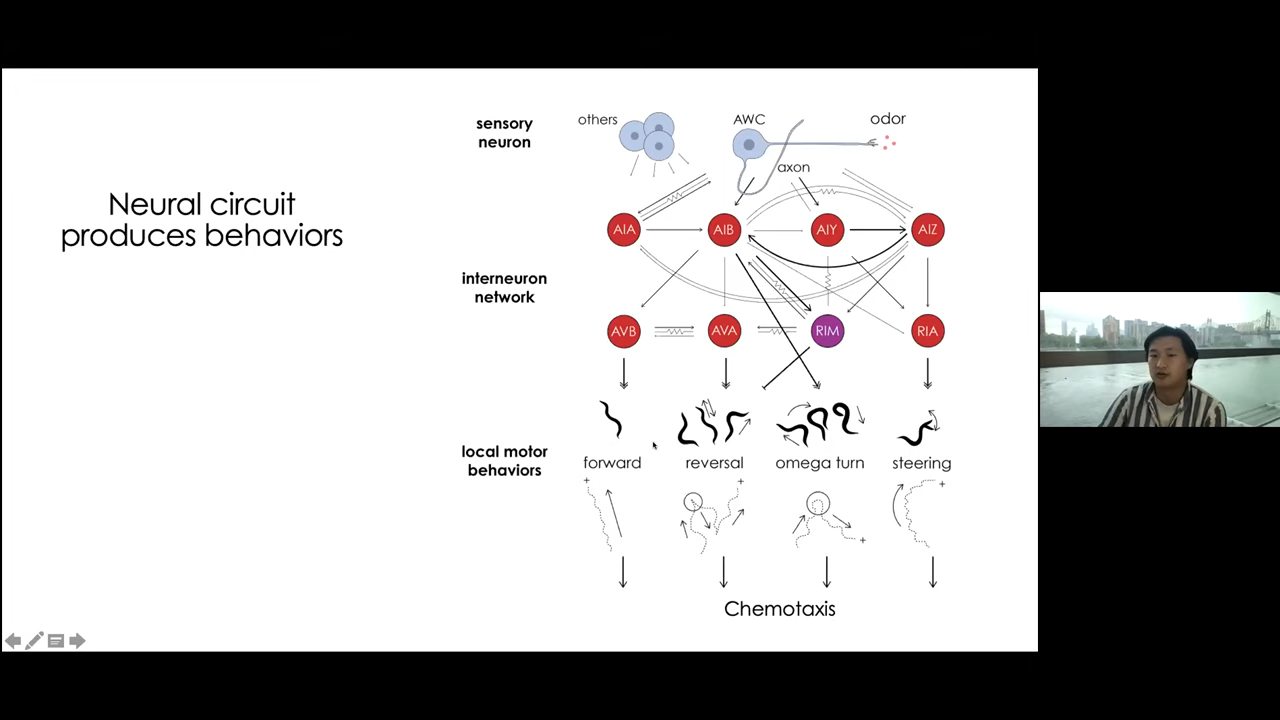 Neural circuit
produces behaviors
sensory
neuron
others
AWC
odor
axon
AIA
AIB
AIY
AIZ
interneuron
network
AVB
AVA
RIM
RIA
local motor
behaviors
forward
reversal
omega turn
steering
+
+
+
+
Chemotaxis